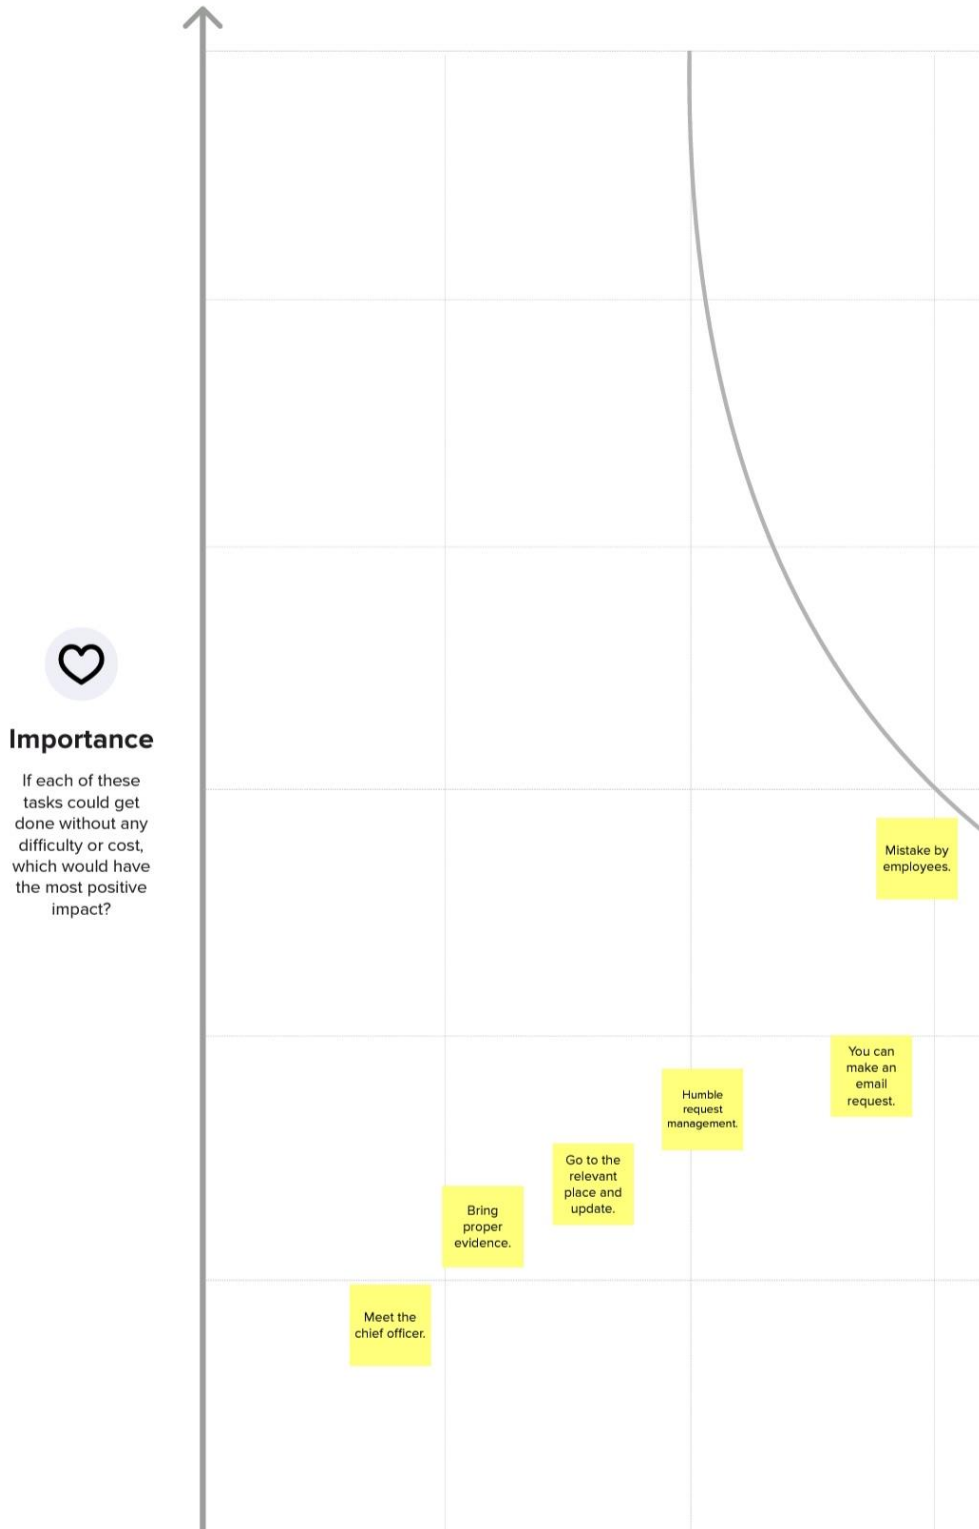 Importance
If each of these
tasks could get
done without any
difficulty or cost,
which would have
the most positive
impact?
Mistake by
employees.
You can
make an
email
request.
Humble
request
management.
Go to the
relevant
place and
update.
Bring
proper
evidence.
Meet the
chief officer.